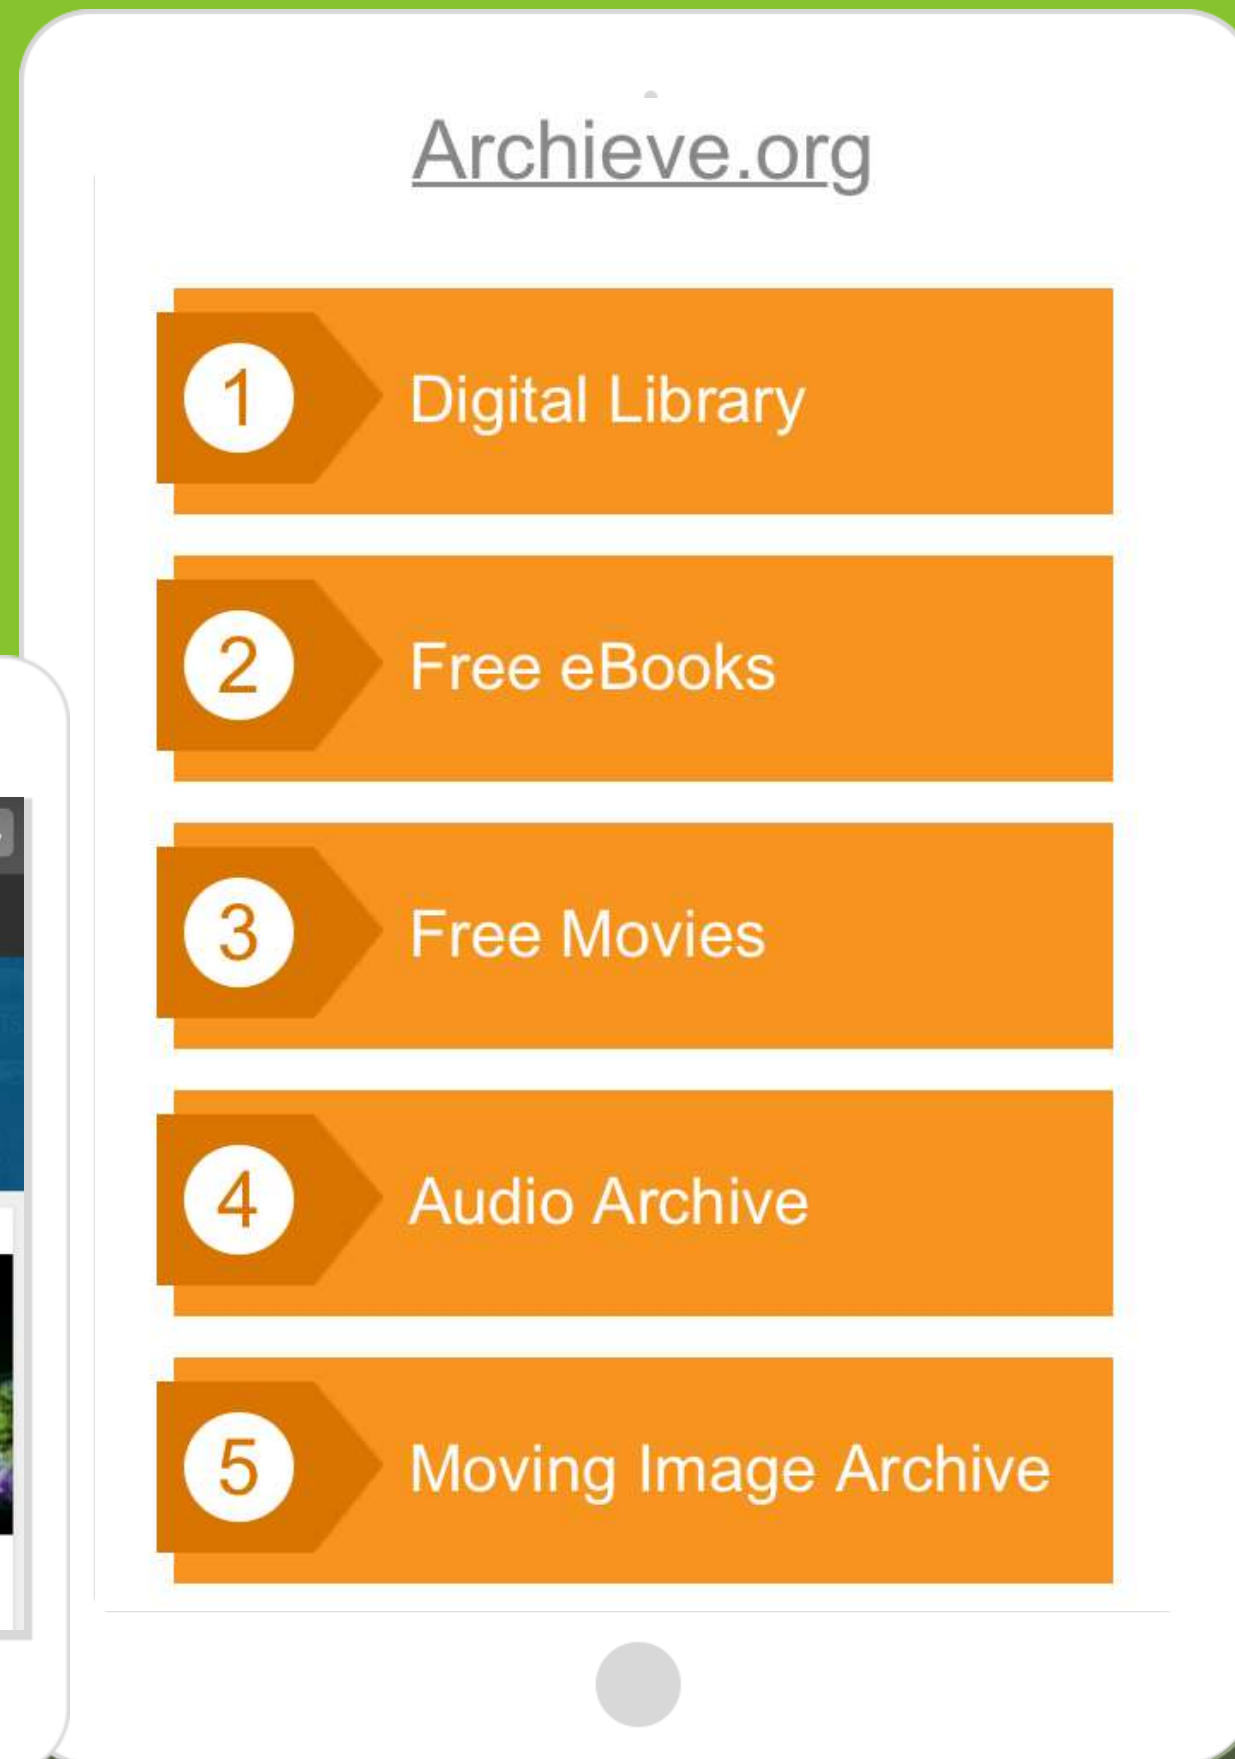 Archieve.org
1 Digital Library
2 Free eBooks
3 Free Movies
4 Audio Archive
5 Moving Image Archive